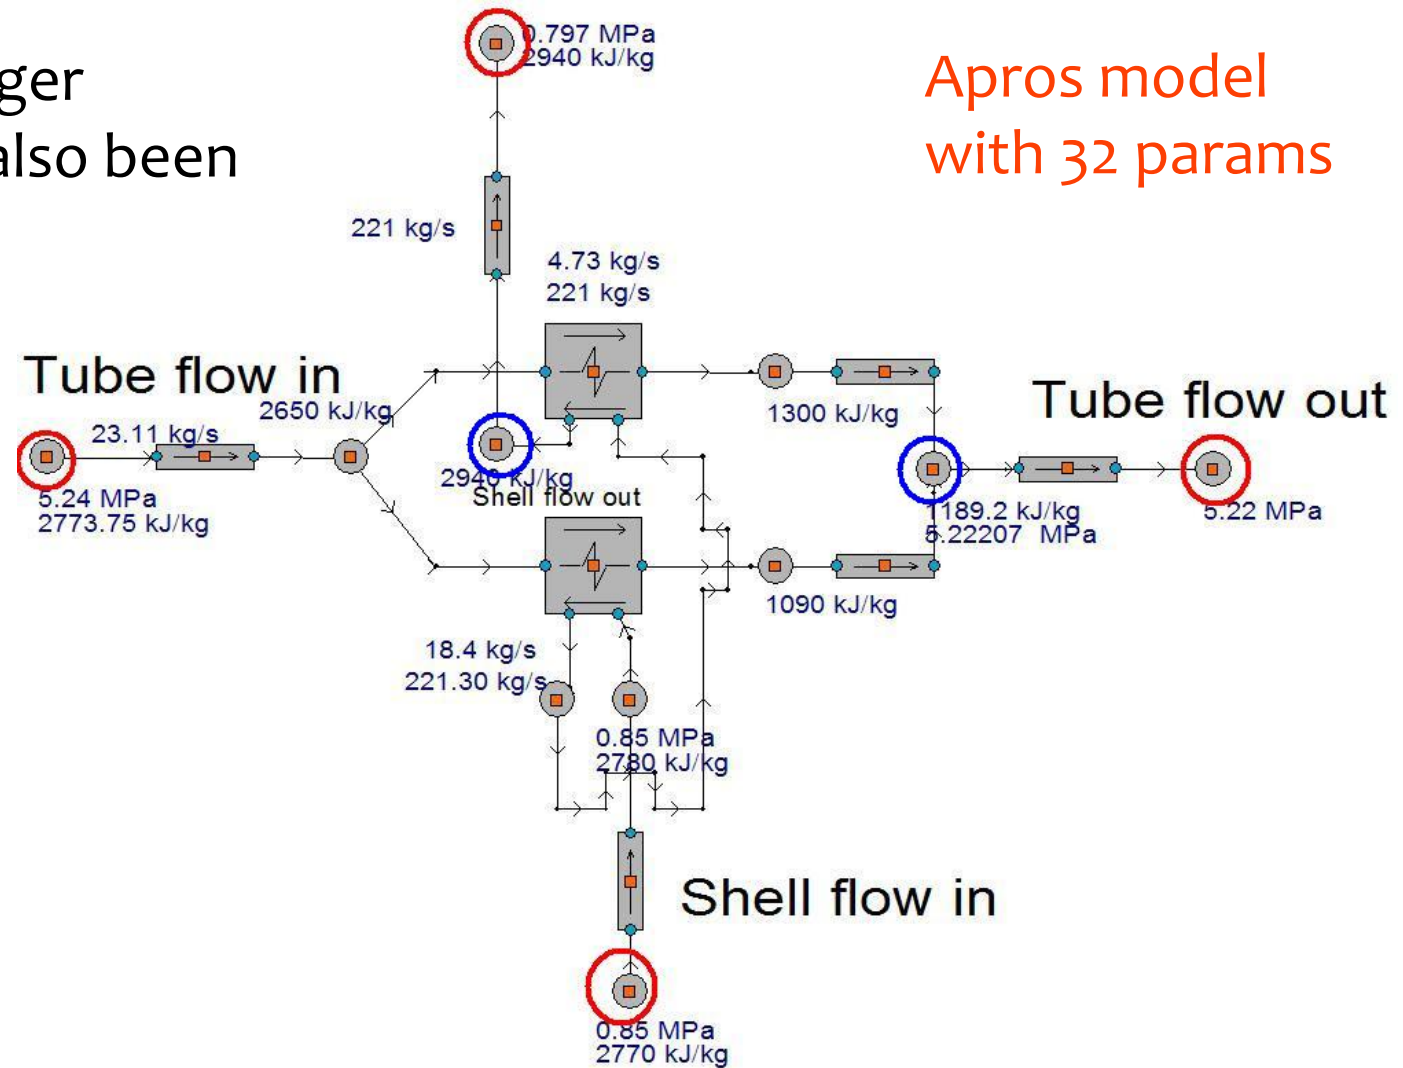 ger
also been
Apros model
with 32 params
0.797 MPa
2940 kJ/kg
221 kg/s
4.73 kg/s
221 kg/s
Tube flow in
2650 kJ/kg
23.11 kg/s
5.24 MPa
2773.75 kJ/kg
2940 kJ/kg
Shell flow out
1300 kJ/kg
Tube flow out
1189.2 kJ/kg
5.22207 MPa
5.22 MPa
1090 kJ/kg
18.4 kg/s
221.30 kg/s
0.85 MPa
2780 kJ/kg
Shell flow in
0.85 MPa
2770 kJ/kg